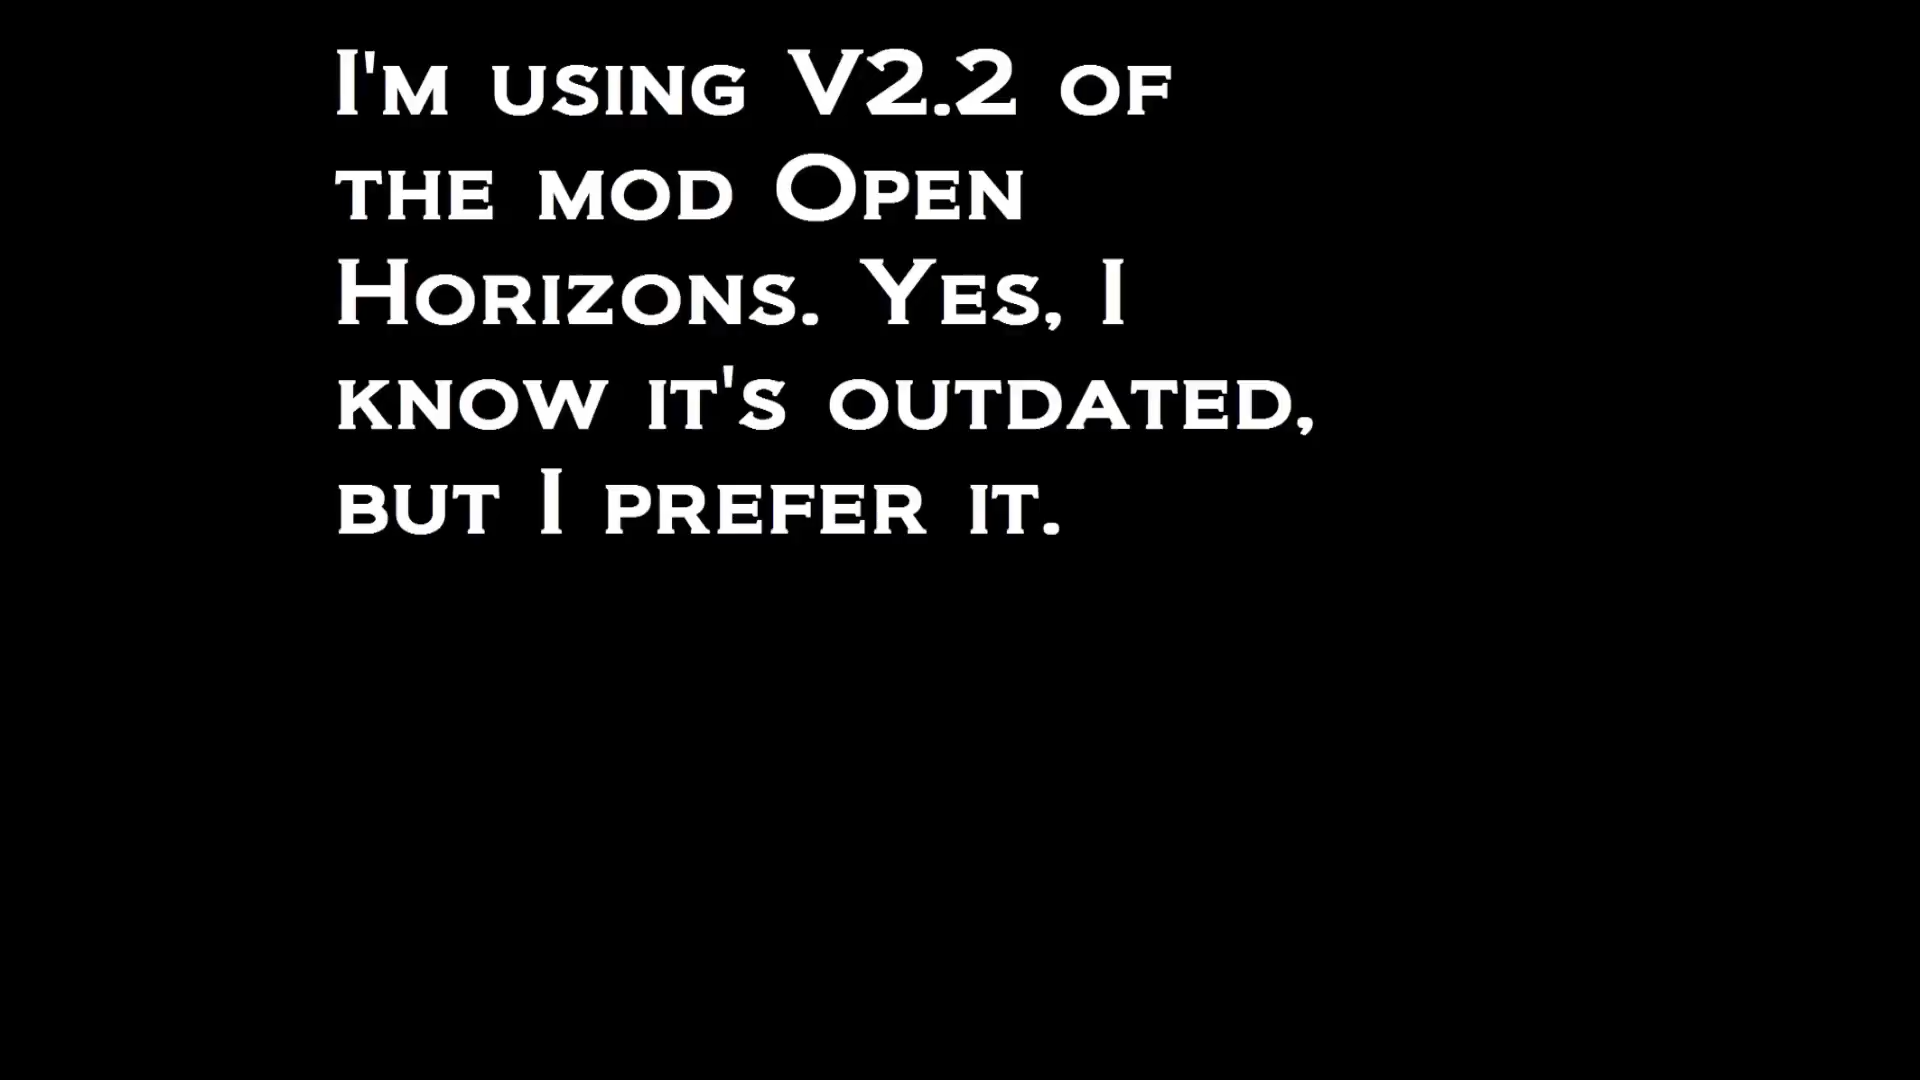 I'm using V2.2 of
the mod Open
Horizons. Yes, I
know it's outdated,
but I prefer it.